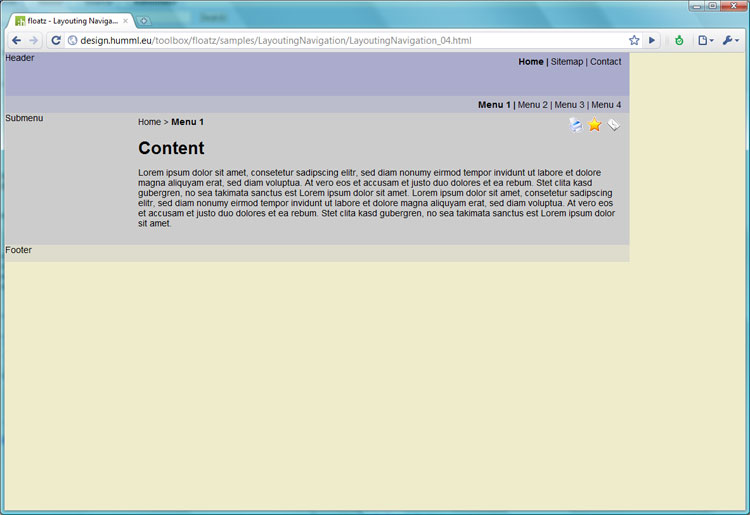 floatz - Layouting Naviga...
design.humml.eu/toolbox/floatz/samples/LayoutingNavigation/LayoutingNavigation_04.html
Header
Home | Sitemap | Contact
Menu 1 | Menu 2 | Menu 3 | Menu 4
Submenu
Home > Menu 1
Content
Lorem ipsum dolor sit amet, consetetur sadipscing elitr, sed diam nonumy eirmod tempor invidunt ut labore et dolore
magna aliquyam erat, sed diam voluptua. At vero eos et accusam et justo duo dolores et ea rebum. Stet clita kasd
gubergren, no sea takimata sanctus est Lorem ipsum dolor sit amet. Lorem ipsum dolor sit amet, consetetur sadipscing
elitr, sed diam nonumy eirmod tempor invidunt ut labore et dolore magna aliquyam erat, sed diam voluptua. At vero eos
et accusam et justo duo dolores et ea rebum. Stet clita kasd gubergren, no sea takimata sanctus est Lorem ipsum dolor
sit amet.
Footer